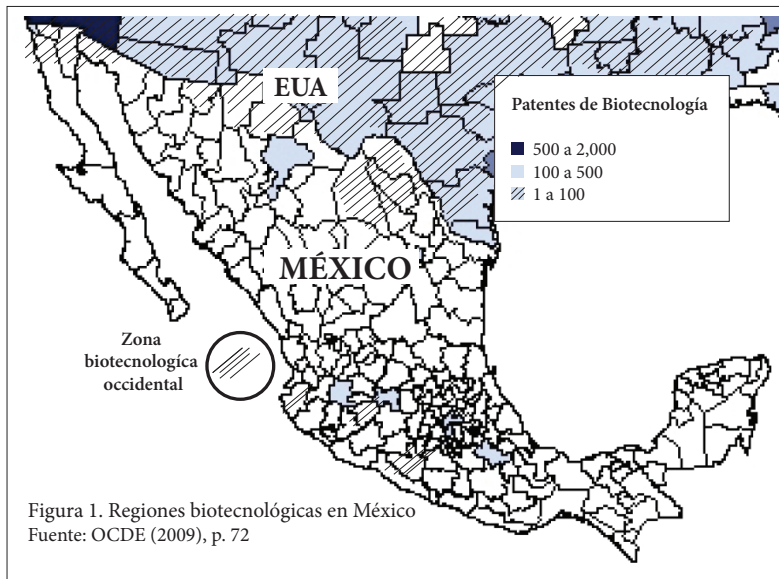 EUA
Patentes de Biotecnología
500 a 2,000
100 a 500
1 a 100
MÉXICO
Zona
biotecnologíca
occidental
Figura 1. Regiones biotecnológicas en México
Fuente: OCDE (2009), p. 72